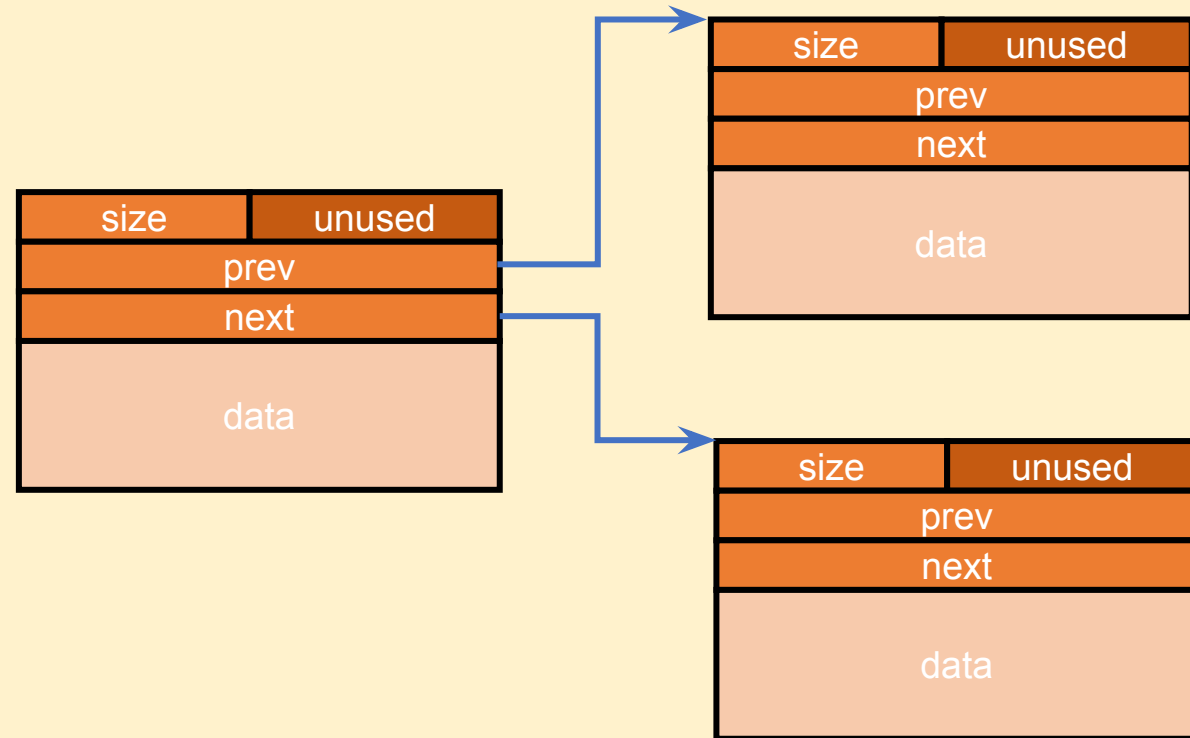 size unused
prev
next
data
size unused
prev
next
data
size unused
prev
next
data